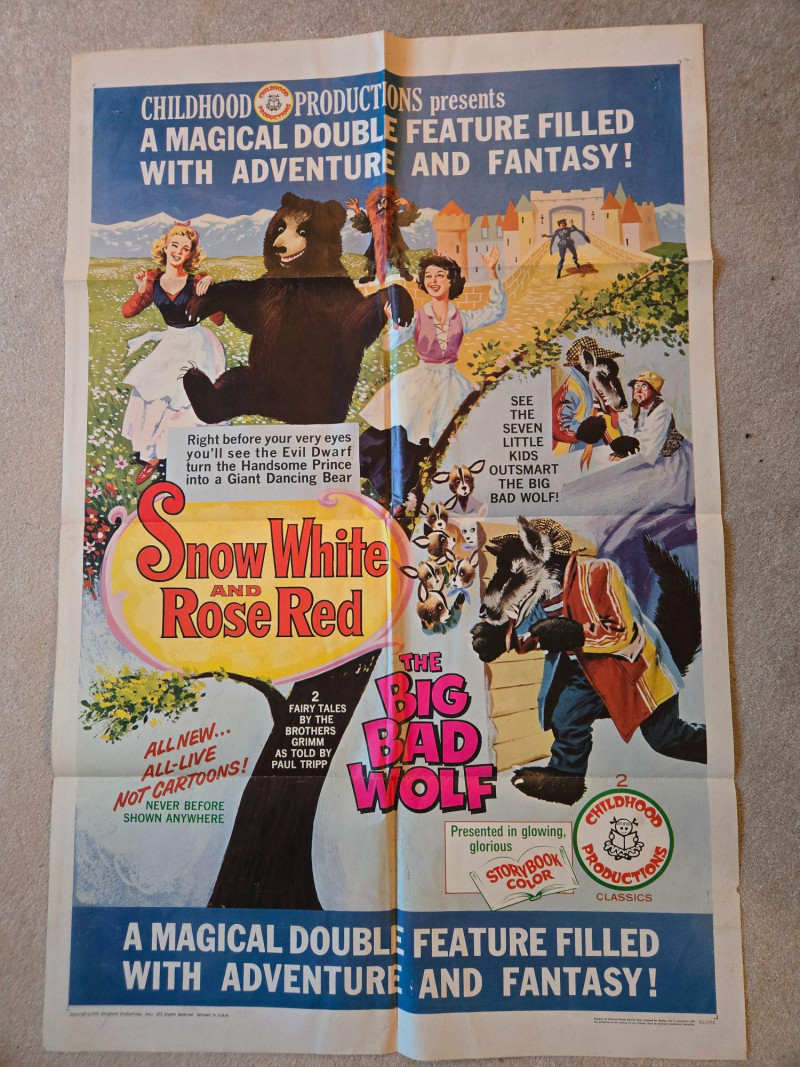 CHILDHOOD CHILDHOOD PRODUCTIONS PRODUCTIONS presents
A MAGICAL DOUBLE FEATURE FILLED
WITH ADVENTURE AND FANTASY!
Right before your very eyes
you'll see the Evil Dwarf
turn the Handsome Prince
into a Giant Dancing Bear
SEE
THE
SEVEN
LITTLE
KIDS
OUTSMART
THE BIG
BAD WOLF!
Snow White
AND
Rose Red
2
FAIRY TALES
BY THE
BROTHERS
GRIMM
AS TOLD BY
PAUL TRIPP
THE
BIG
BAD
WOLF
ALL NEW...
ALL-LIVE
NOT CARTOONS!
NEVER BEFORE
SHOWN ANYWHERE
Presented in glowing,
glorious
STORYBOOK
COLOR
2
CHILDHOOD
PRODUCTIONS
CLASSICS
A MAGICAL DOUBLE FEATURE FILLED
WITH ADVENTURE AND FANTASY!